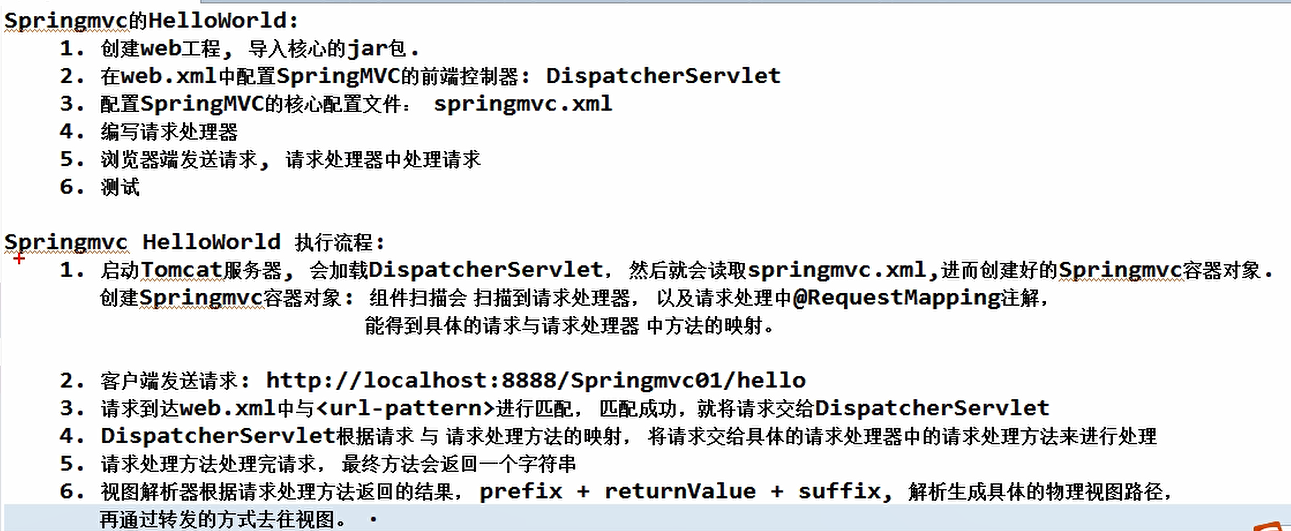 Springmvc的HelloWorld:
1. 创建web工程, 导入核心的jar包.
2. 在web.xml中配置SpringMVC的前端控制器: DispatcherServlet
3. 配置SpringMVC的核心配置文件: springmvc.xml
4. 编写请求处理器
5. 浏览器端发送请求, 请求处理器中处理请求
6. 测试
Springmvc HelloWorld 执行流程:
1. 启动Tomcat服务器, 会加载DispatcherServlet, 然后就会读取springmvc.xml,进而创建好的Springmvc容器对象.
创建Springmvc容器对象: 组件扫描会 扫描到请求处理器, 以及请求处理中@RequestMapping注解,
能得到具体的请求与请求处理器 中方法的映射。
2. 客户端发送请求: http://localhost:8888/Springmvc01/hello
3. 请求到达web.xml中与<url-pattern>进行匹配, 匹配成功,就将请求交给DispatcherServlet
4. DispatcherServlet根据请求 与 请求处理方法的映射, 将请求交给具体的请求处理器中的请求处理方法来进行处理
5. 请求处理方法处理完请求, 最终方法会返回一个字符串
6. 视图解析器根据请求处理方法返回的结果, prefix + returnValue + suffix, 解析生成具体的物理视图路径,
再通过转发的方式去往视图。